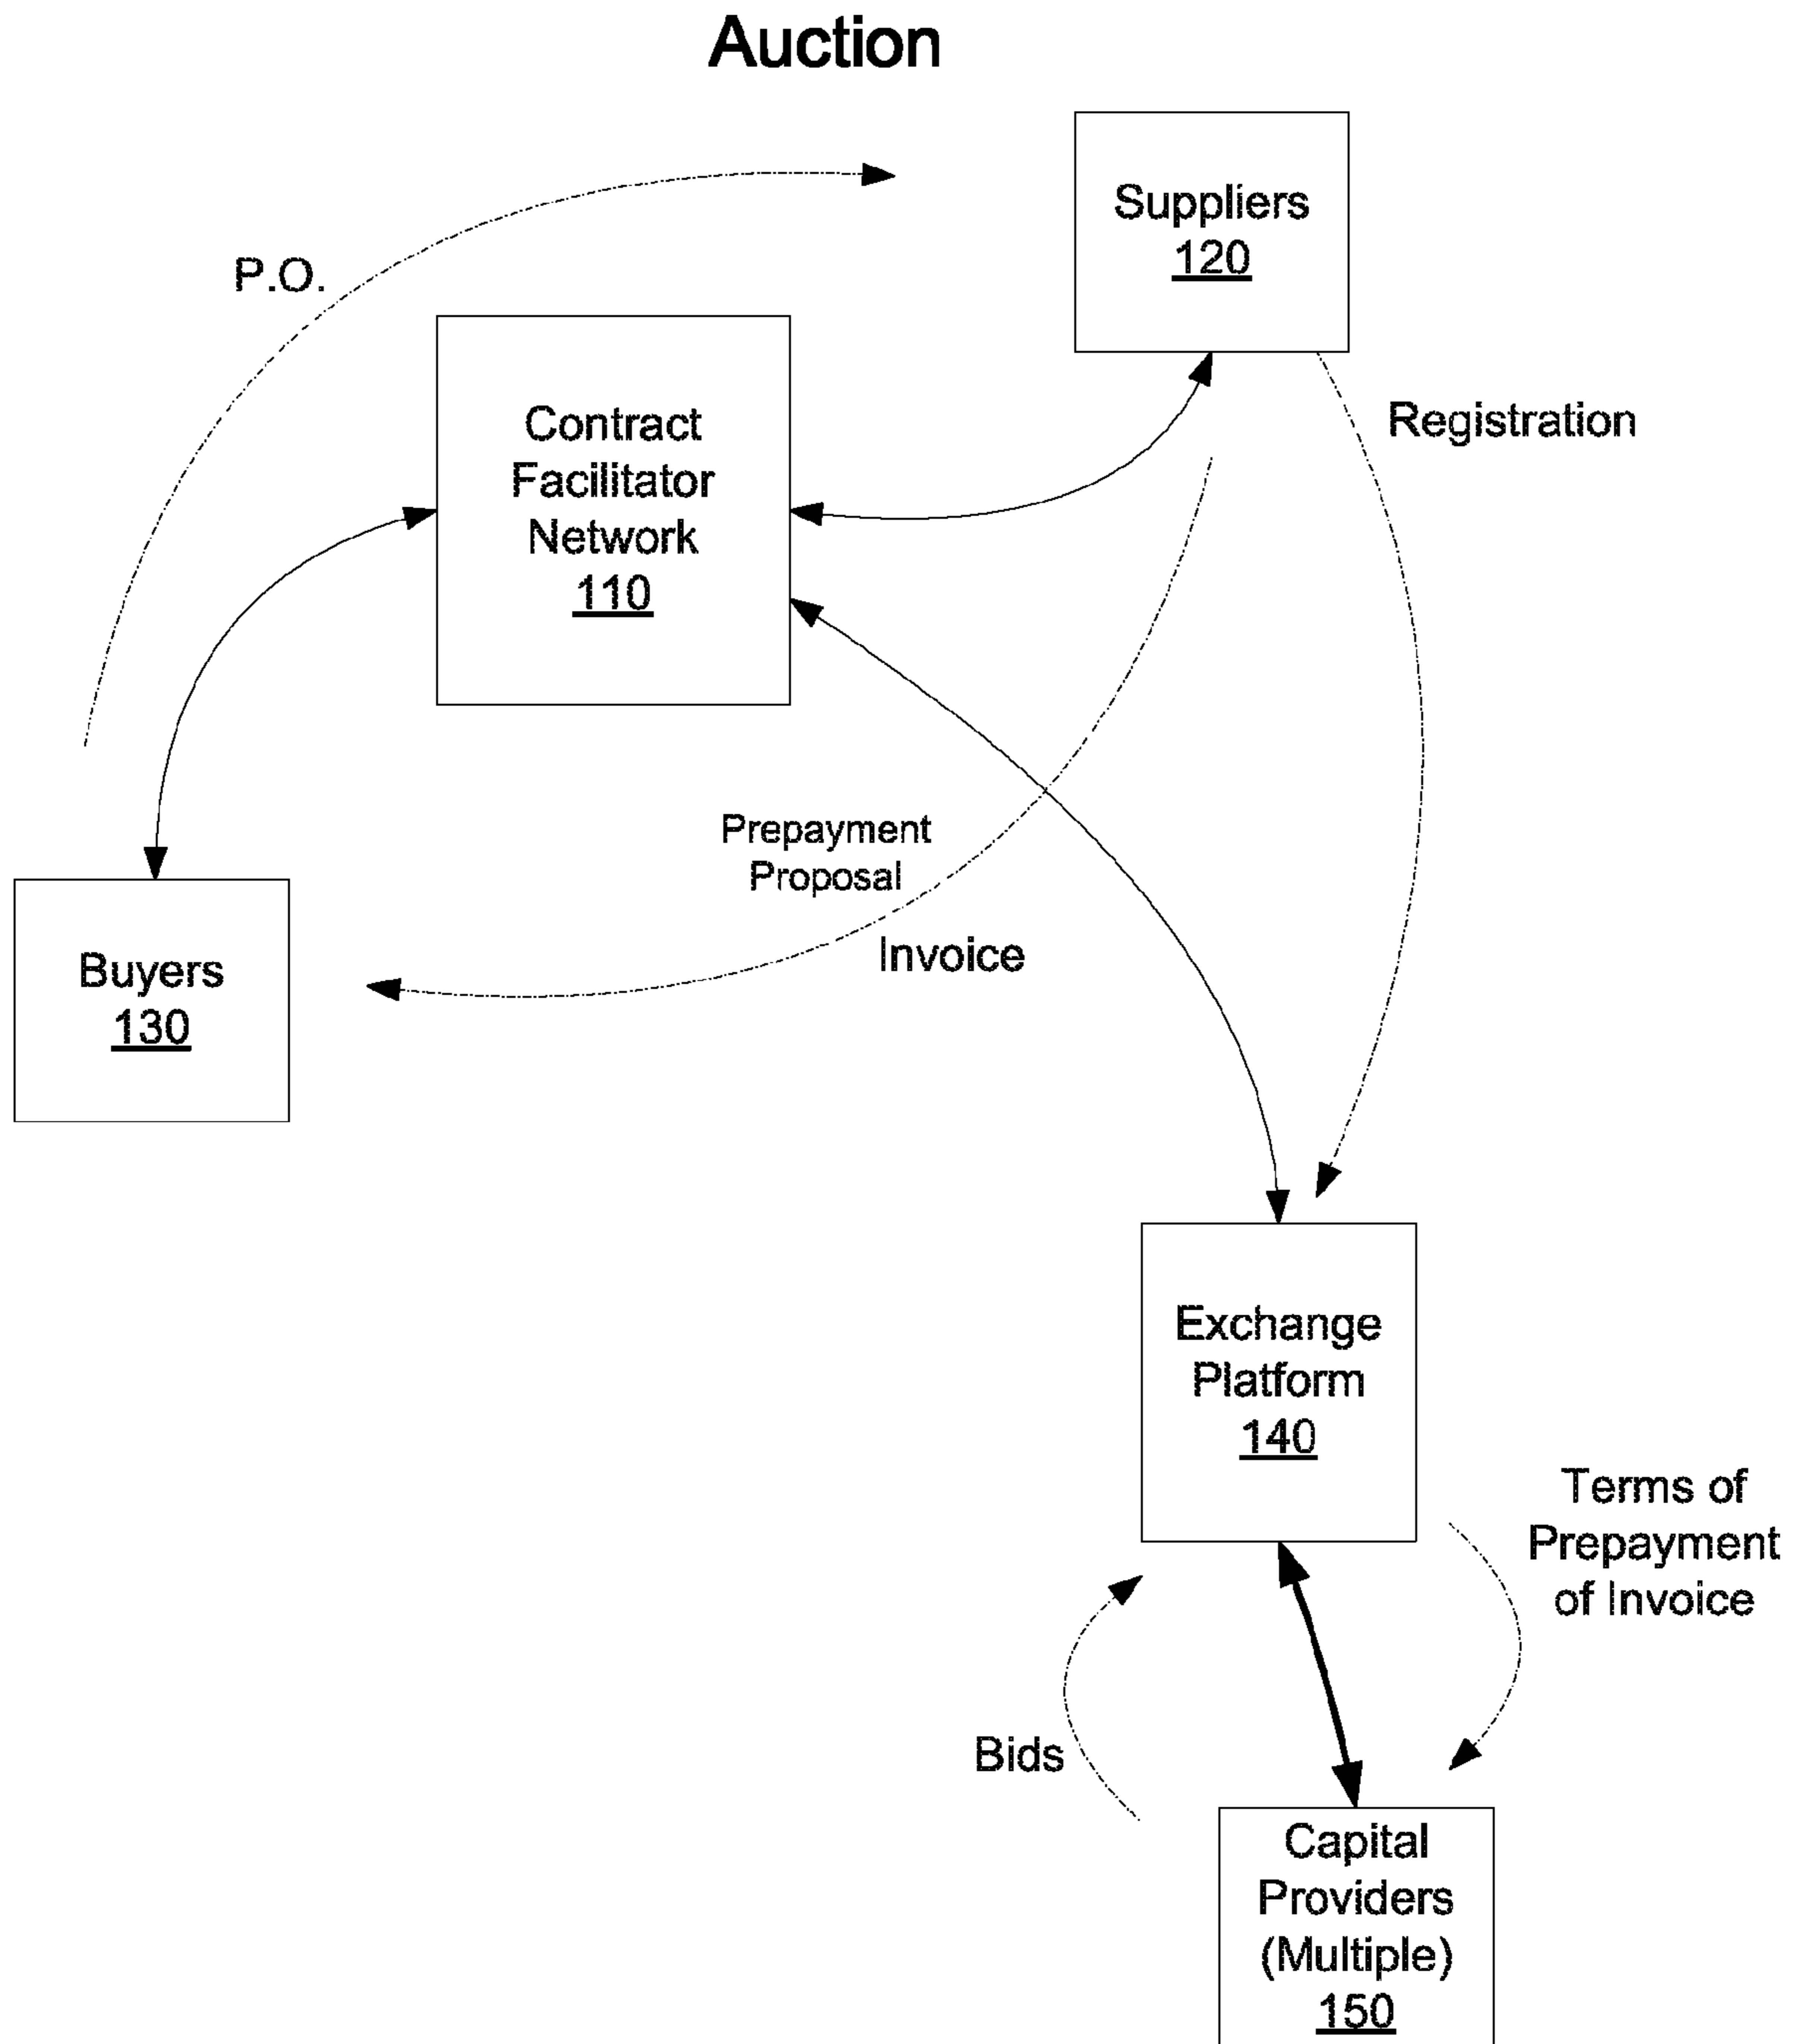 Auction
Suppliers
120
P.O.
Contract
Facilitator
Network
110
Registration
Prepayment
Proposal
Invoice
Buyers
130
Exchange
Platform
140
Terms of
Prepayment
of Invoice
Bids
Capital
Providers
(Multiple)
150